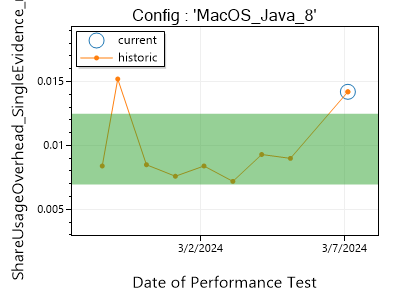 Config : 'MacOS_Java_8'
current
historic
0.015
0.01
0.005
ShareUsageOverhead_SingleEvidence_
3/2/2024
3/7/2024
Date of Performance Test